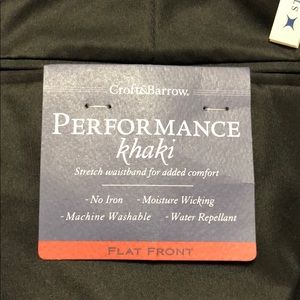 Croft&Barrow.
PERFORMANCE
khaki
Stretch waistband for added comfort
- No Iron - Moisture Wicking
- Machine Washable - Water Repellant
FLAT FRONT